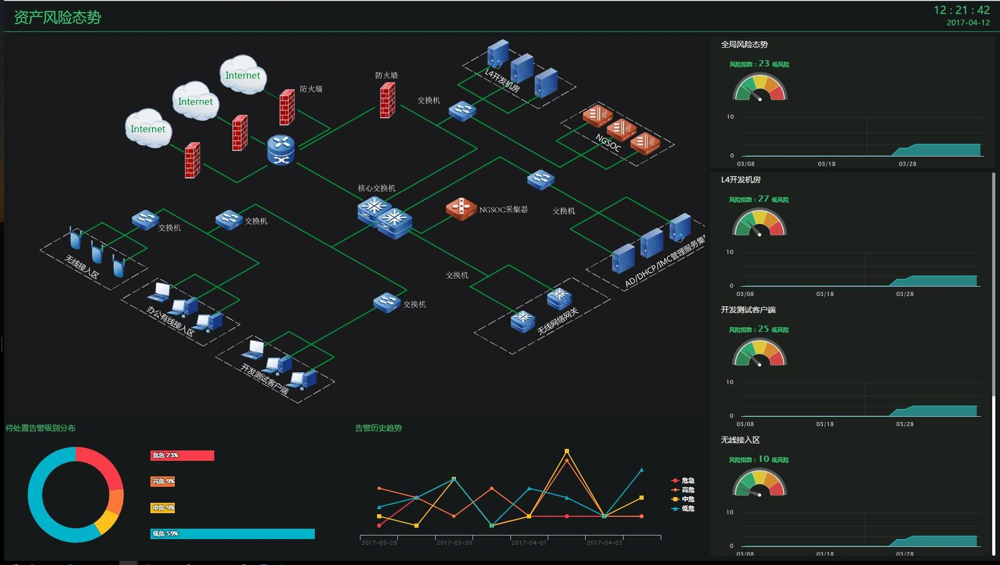 资产风险态势
12 : 21 : 42
2017-04-12
Internet
Internet
Internet
防火墙
防火墙
交换机
L4开发机房
NGSOC
核心交换机
NGSOC采集器
交换机
交换机
交换机
无线接入区
办公有线接入区
开发测试客户端
交换机
交换机
无线网络网关
AD/DHCP/IMC管理服务集
全局风险态势
风险指数 : 23 低风险
10
0
03/08
03/18
03/28
L4开发机房
风险指数 : 27 低风险
10
0
03/08
03/18
03/28
开发测试客户端
风险指数 : 25 低风险
10
0
03/08
03/18
03/28
无线接入区
风险指数 : 10 低风险
10
0
03/08
03/18
03/28
待处置告警级别分布
危急 23%
高危 9%
中危 9%
低危 59%
告警历史趋势
危急
高危
中危
低危
2017-03-28
2017-03-30
2017-04-01
2017-04-03